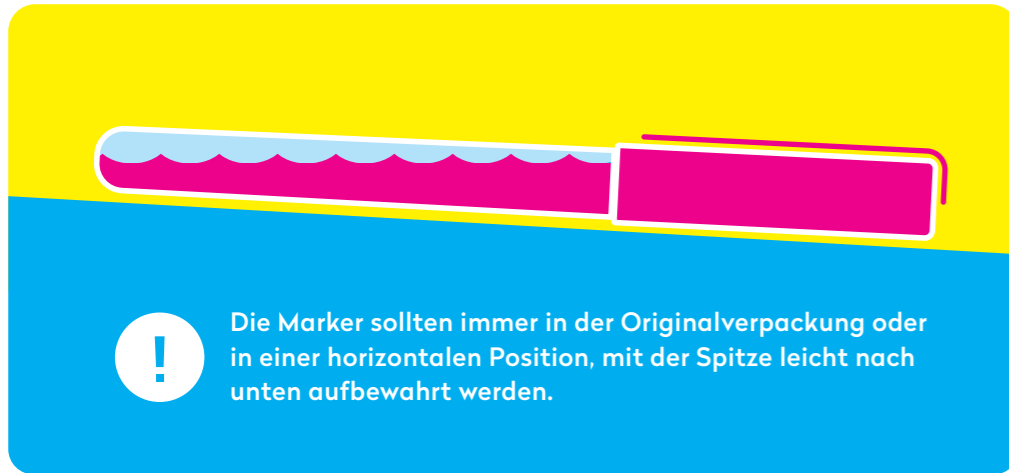 !
Die Marker sollten immer in der Originalverpackung oder
in einer horizontalen Position, mit der Spitze leicht nach
unten aufbewahrt werden.